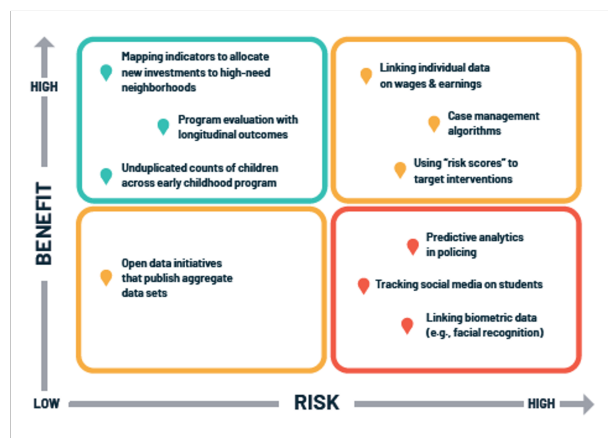 Mapping indicators to allocate
new investments to high-need
neighborhoods
Program evaluation with
longitudinal outcomes
Unduplicated counts of children
across early childhood program
Linking individual data
on wages & earnings
Case management
algorithms
Using "risk scores" to
target interventions
Open data initiatives
that publish aggregate
data sets
Predictive analytics
in policing
Tracking social media on students
Linking biometric data
(e.g., facial recognition)
HIGH
BENEFIT
LOW
RISK
HIGH